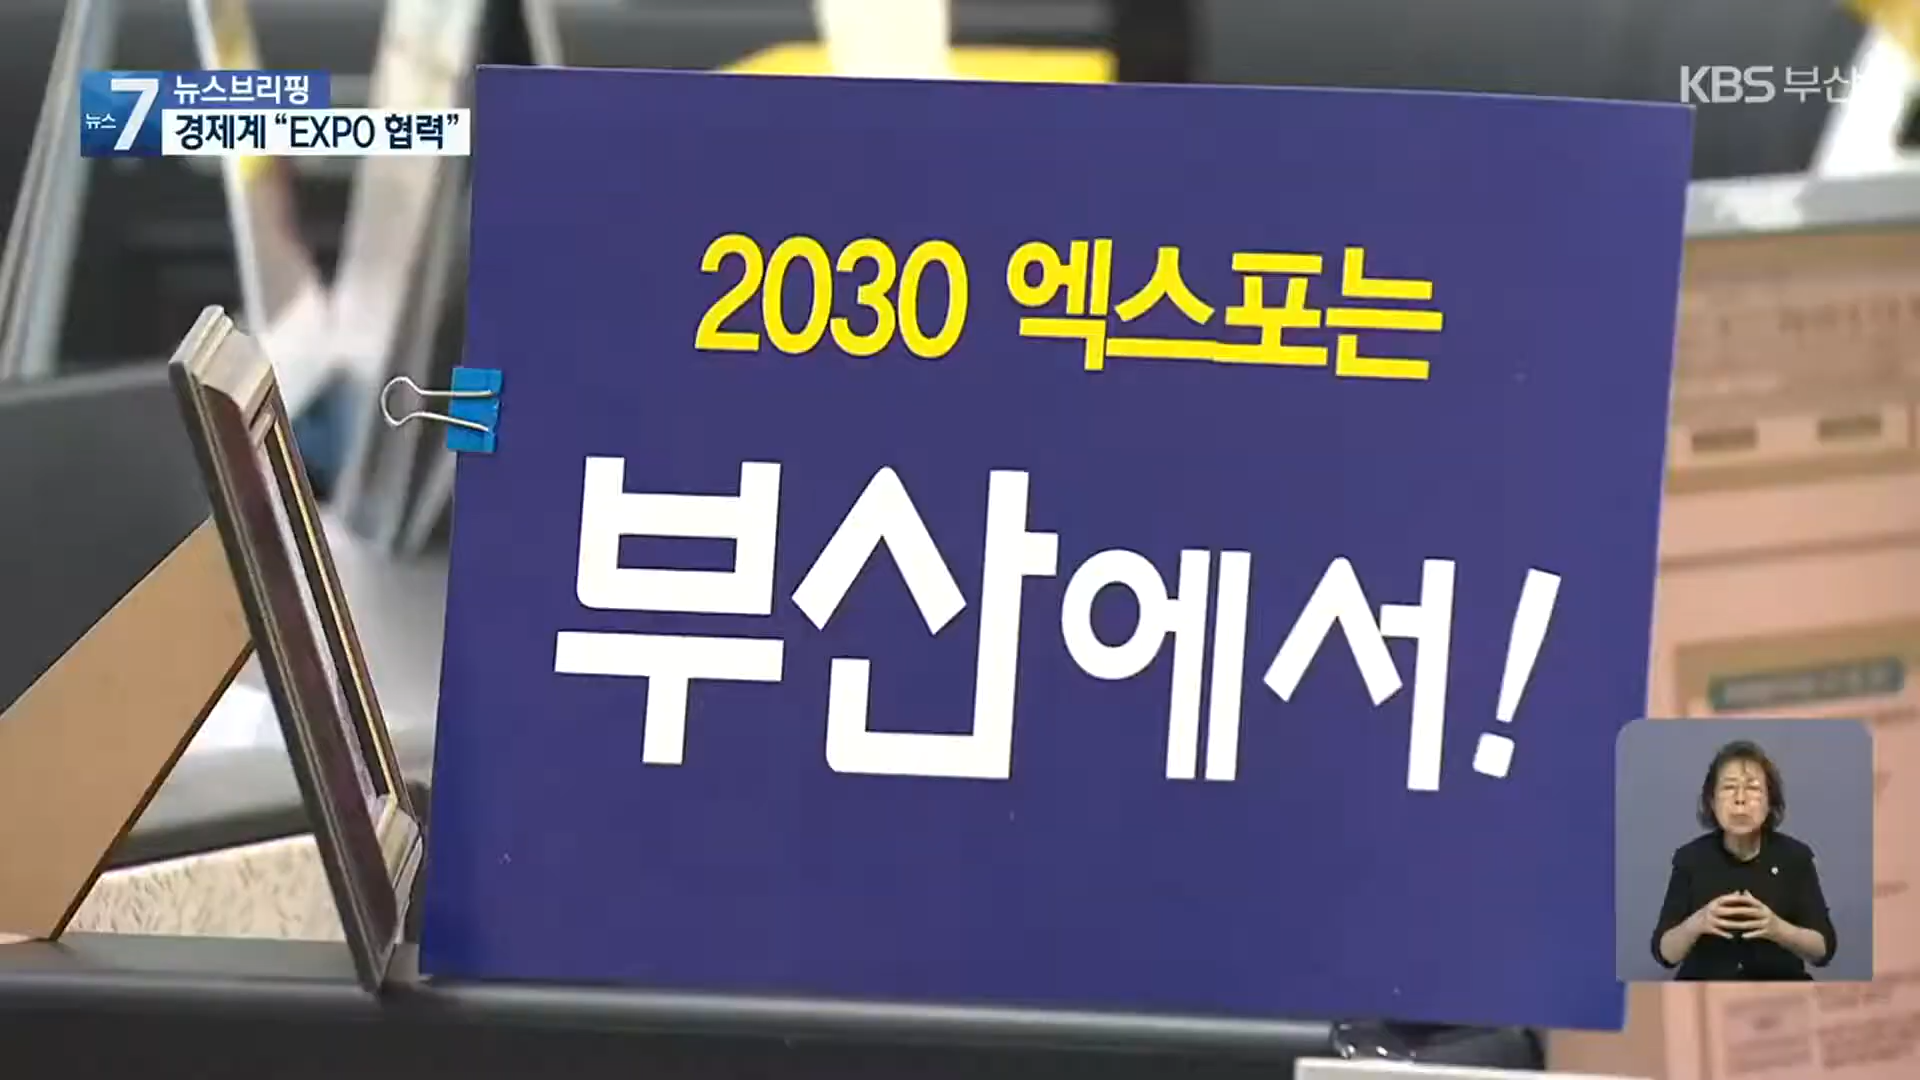 뉴스 7
뉴스브리핑
경제계 “EXPO 협력”
KBS 부산
2030 엑스포는
부산에서!